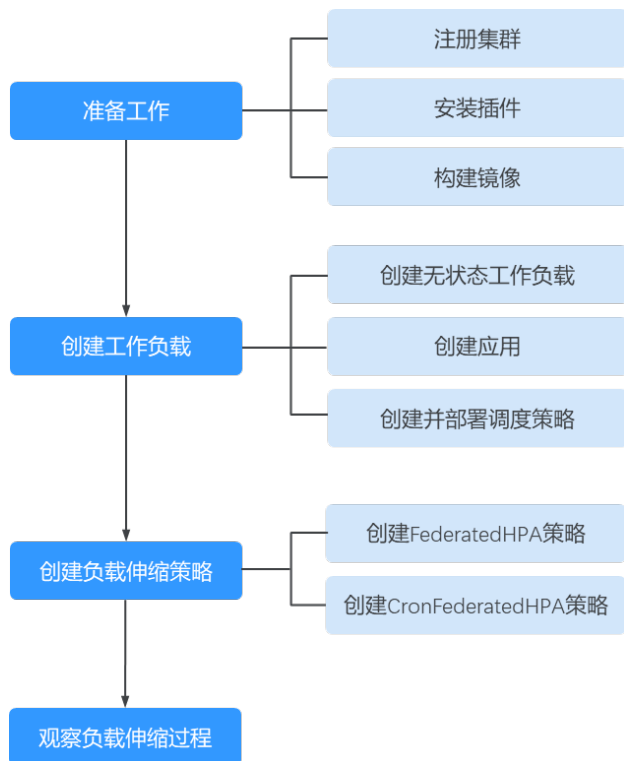 准备工作
注册集群
安装插件
构建镜像
创建工作负载
创建无状态工作负载
创建应用
创建并部署调度策略
创建负载伸缩策略
创建FederatedHPA策略
创建CronFederatedHPA策略
观察负载伸缩过程